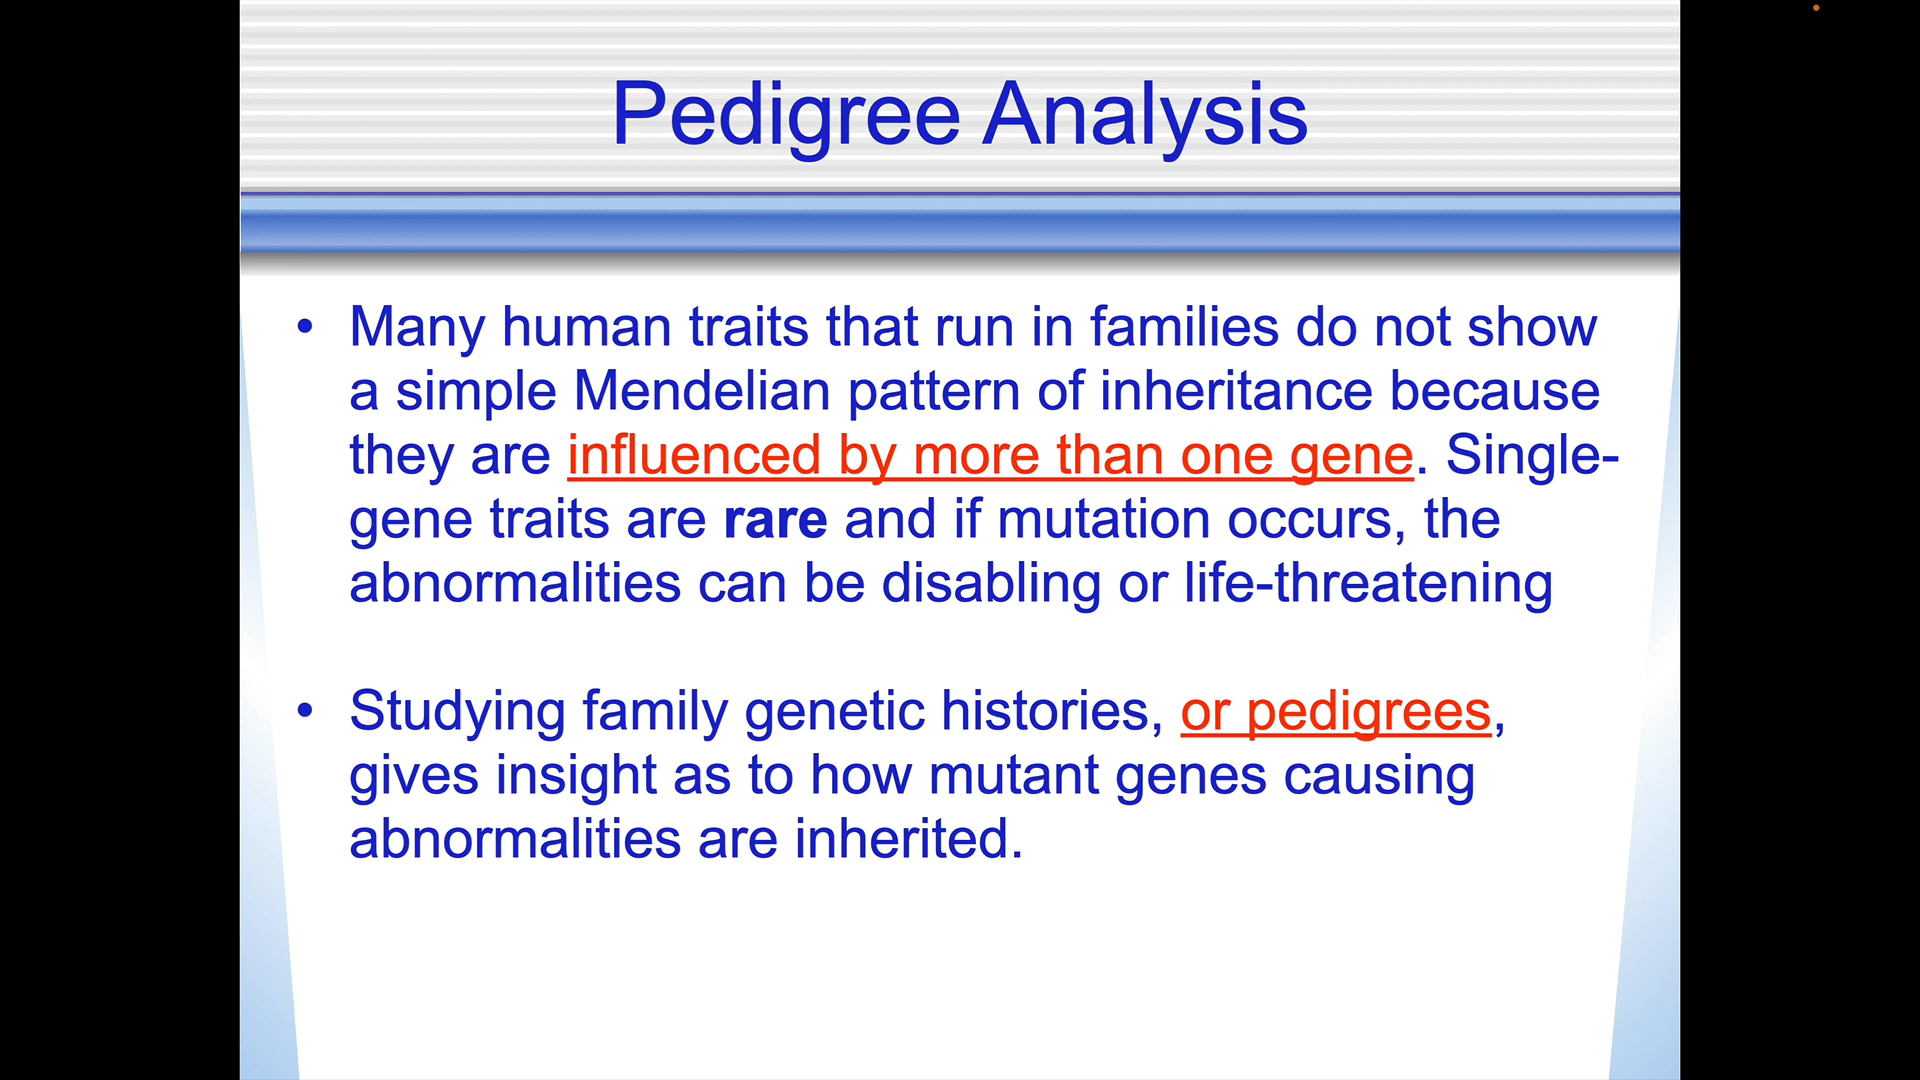 Pedigree Analysis
• Many human traits that run in families do not show
a simple Mendelian pattern of inheritance because
they are influenced by more than one gene. Single-
gene traits are rare and if mutation occurs, the
abnormalities can be disabling or life-threatening
• Studying family genetic histories, or pedigrees,
gives insight as to how mutant genes causing
abnormalities are inherited.